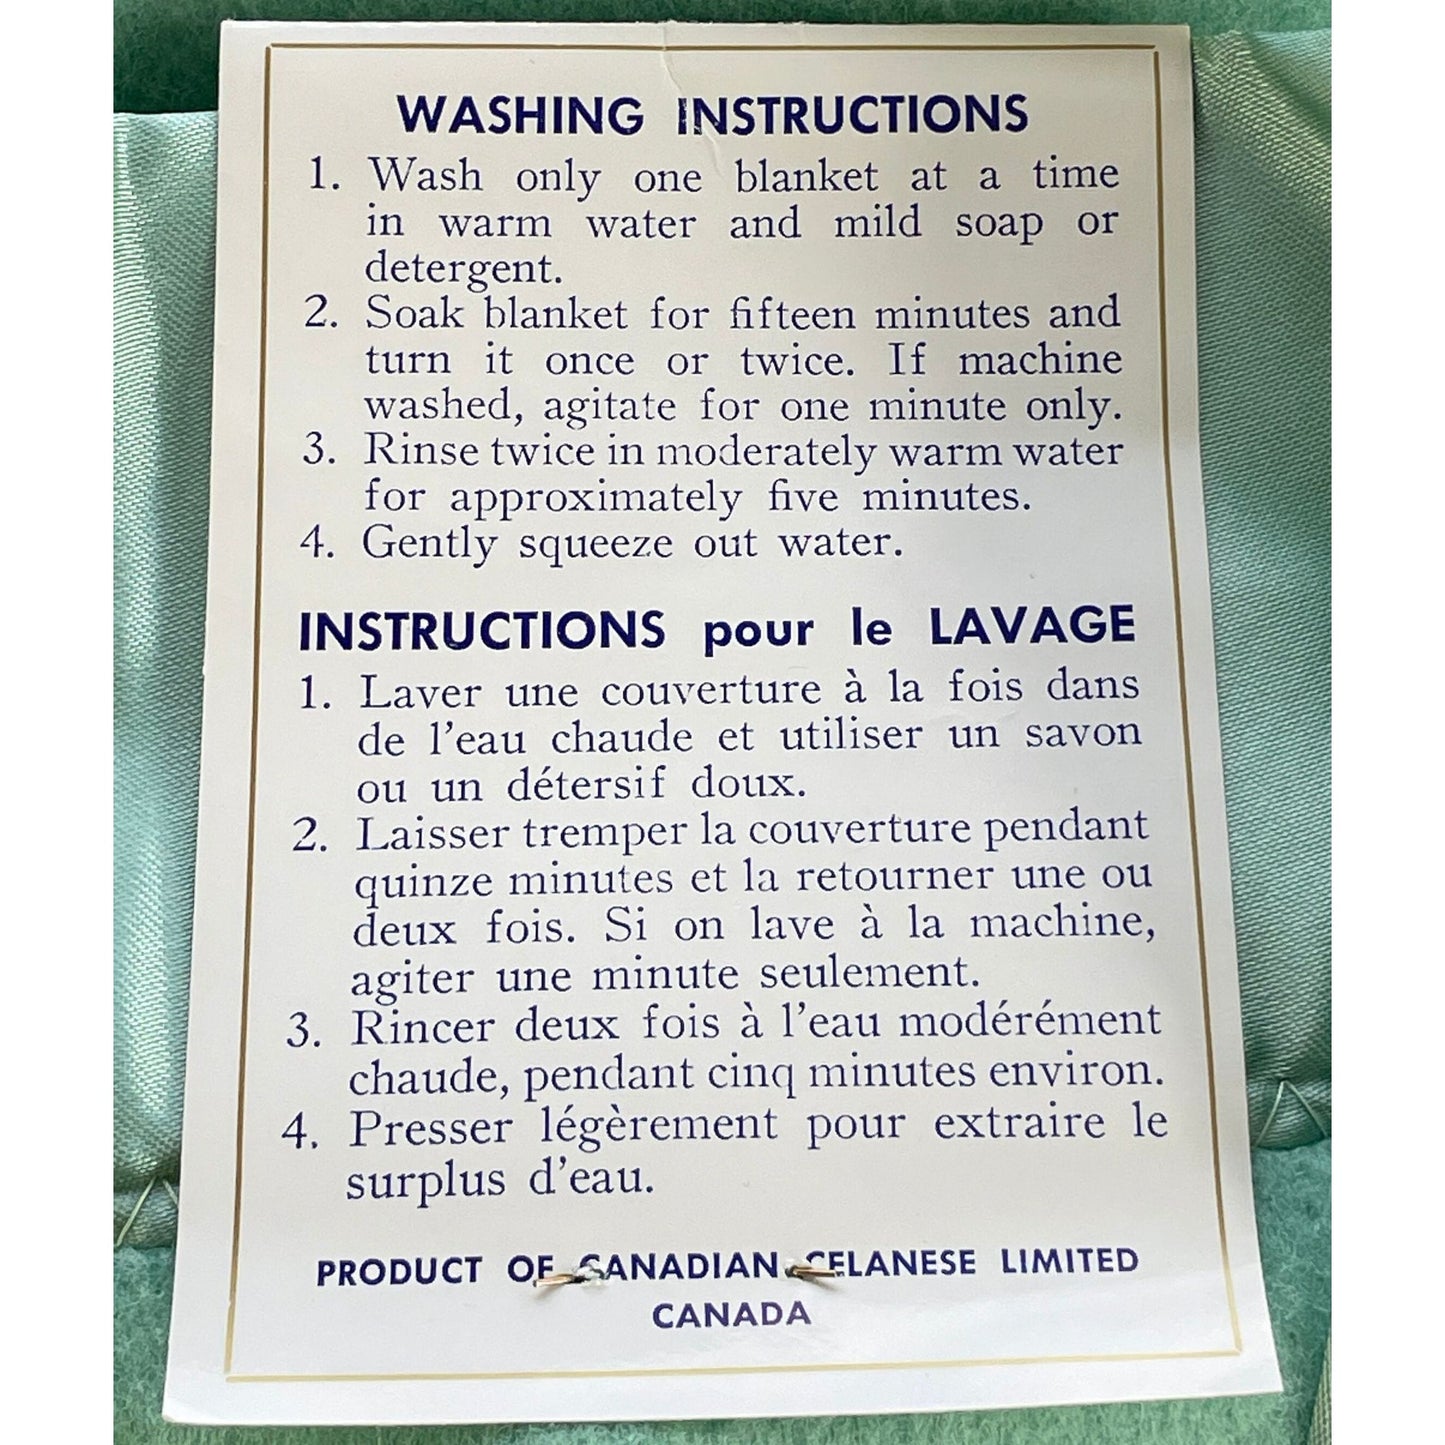 WASHING INSTRUCTIONS
1. Wash only one blanket at a time
in warm water and mild soap or
detergent.
2. Soak blanket for fifteen minutes and
turn it once or twice. If machine
washed, agitate for one minute only.
3. Rinse twice in moderately warm water
for approximately five minutes.
4. Gently squeeze out water.
INSTRUCTIONS pour le LAVAGE
1. Laver une couverture à la fois dans
de l'eau chaude et utiliser un savon
ou un détersif doux.
2. Laisser tremper la couverture pendant
quinze minutes et la retourner une ou
deux fois. Si on lave à la machine,
agiter une minute seulement.
3. Rincer deux fois à l'eau modérément
chaude, pendant cinq minutes environ.
4. Presser légèrement pour extraire le
surplus d'eau.
PRODUCT OF CANADIAN CELANESE LIMITED
CANADA